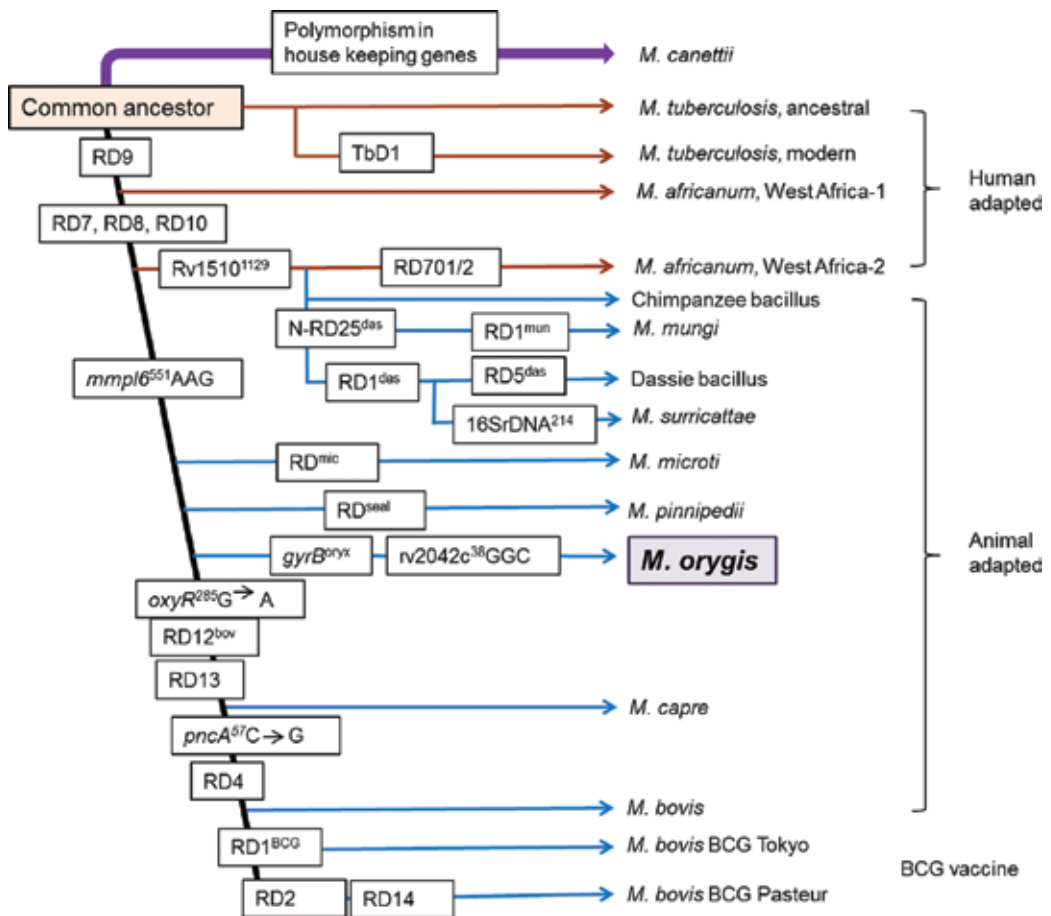 Polymorphism in
house keeping genes
M. canettii
Common ancestor
M. tuberculosis, ancestral
RD9
TbD1
M. tuberculosis, modern
M. africanum, West Africa-1
Human
adapted
RD7, RD8, RD10
Rv1510¹¹²⁹
RD701/2
M. africanum, West Africa-2
Chimpanzee bacillus
N-RD25ᵈᵃˢ
RD1ᵐᵘⁿ
M. mungi
mmpl6⁵⁵¹AAG
RD1ᵈᵃˢ
RD5ᵈᵃˢ
Dassie bacillus
16SrDNA²¹⁴
M. surricattae
RDᵐⁱᶜ
M. microti
RDˢᵉᵃˡ
M. pinnipedii
Animal
adapted
gyrBᵒʳʸˣ
rv2042c³⁸GGC
M. orygis
oxyR²⁸⁵G→ A
RD12ᵇᵒᵛ
RD13
M. capre
pncA⁵⁷C→ G
RD4
M. bovis
RD1ᴮᶜᴳ
M. bovis BCG Tokyo
BCG vaccine
RD2
RD14
M. bovis BCG Pasteur